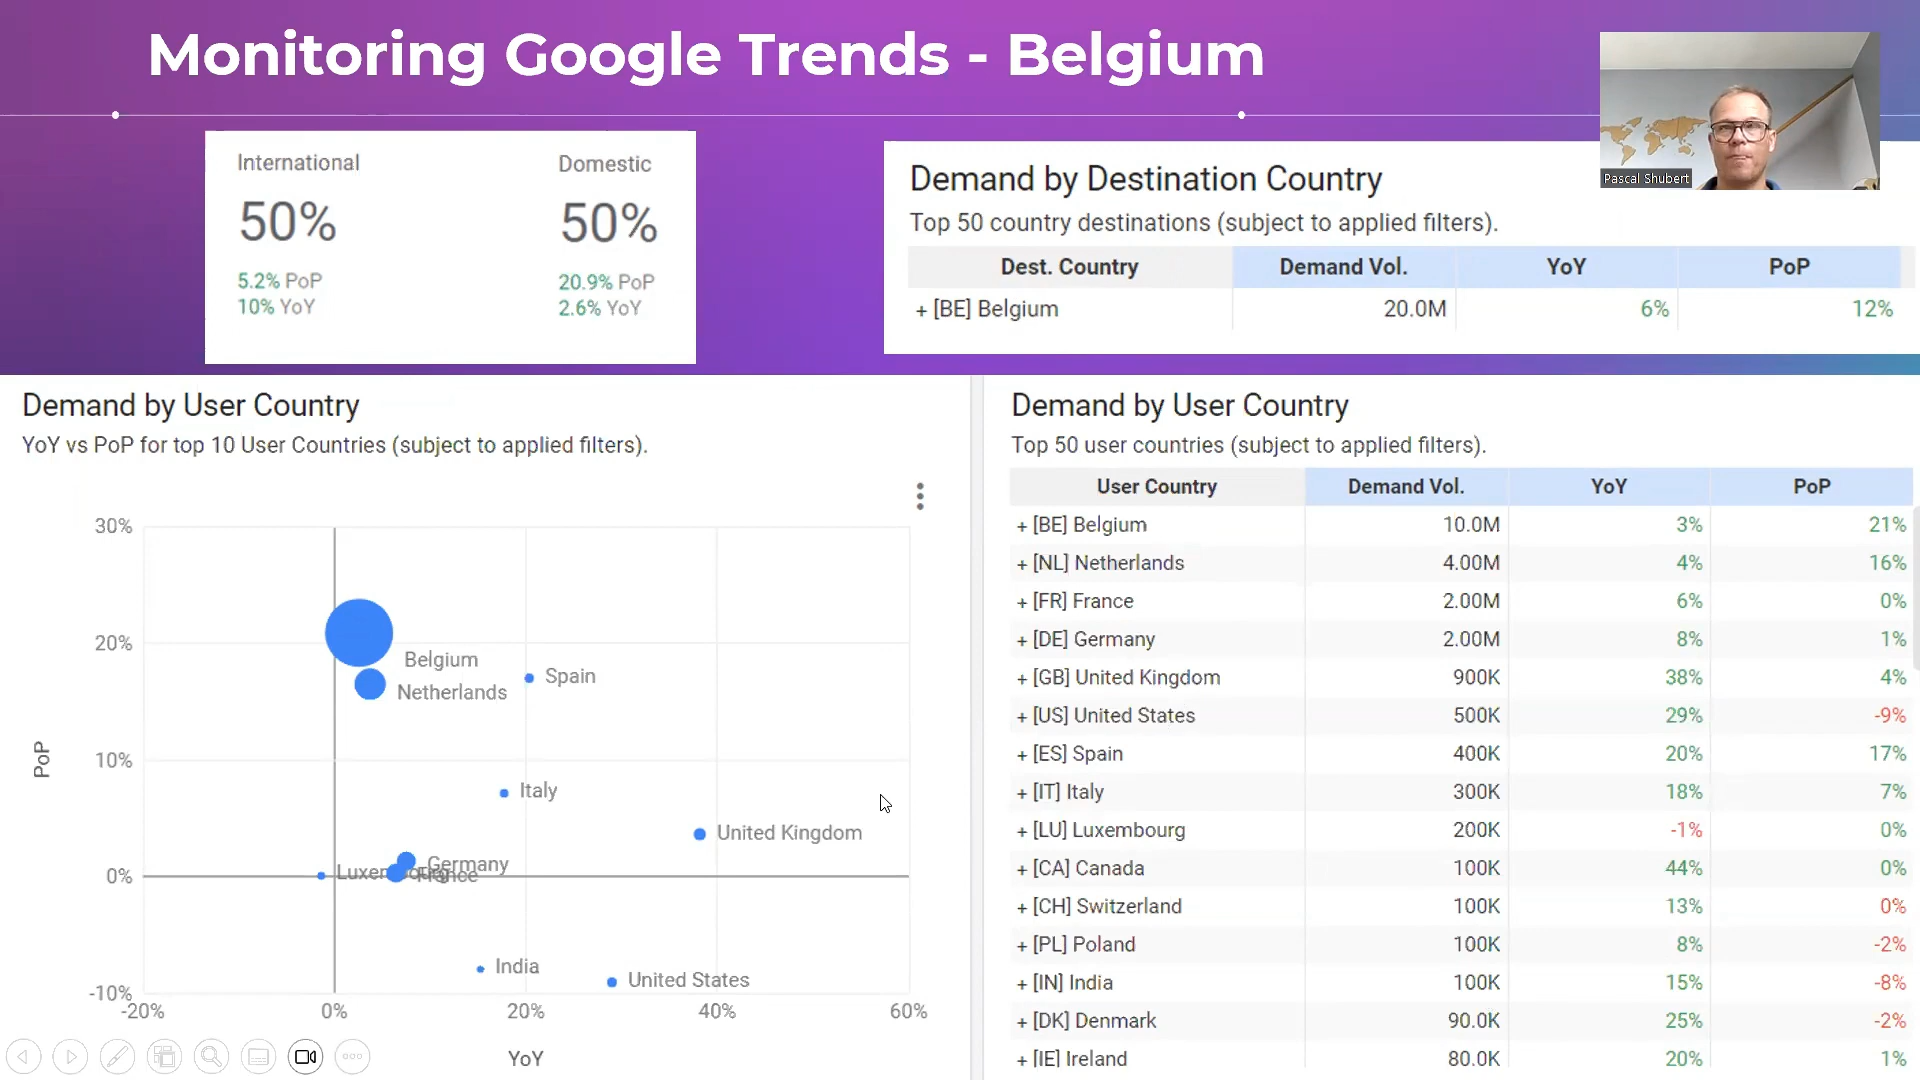 Monitoring Google Trends - Belgium
Pascal Shubert
International
Domestic
50%
50%
5.2% PoP
20.9% PoP
10% YoY
2.6% YoY
Demand by Destination Country
Top 50 country destinations (subject to applied filters).
Dest. Country Demand Vol. YoY PoP
+ [BE] Belgium 20.0M 6% 12%
Demand by User Country
YoY vs PoP for top 10 User Countries (subject to applied filters).
30%
20%
10%
0%
-10%
PoP
Belgium
Netherlands
Spain
Italy
United Kingdom
Germany
Luxembourg
France
India
United States
-20% 0% 20% 40% 60%
YoY
Demand by User Country
Top 50 user countries (subject to applied filters).
User Country Demand Vol. YoY PoP
+ [BE] Belgium 10.0M 3% 21%
+ [NL] Netherlands 4.00M 4% 16%
+ [FR] France 2.00M 6% 0%
+ [DE] Germany 2.00M 8% 1%
+ [GB] United Kingdom 900K 38% 4%
+ [US] United States 500K 29% -9%
+ [ES] Spain 400K 20% 17%
+ [IT] Italy 300K 18% 7%
+ [LU] Luxembourg 200K -1% 0%
+ [CA] Canada 100K 44% 0%
+ [CH] Switzerland 100K 13% 0%
+ [PL] Poland 100K 8% -2%
+ [IN] India 100K 15% -8%
+ [DK] Denmark 90.0K 25% -2%
+ [IE] Ireland 80.0K 20% 1%